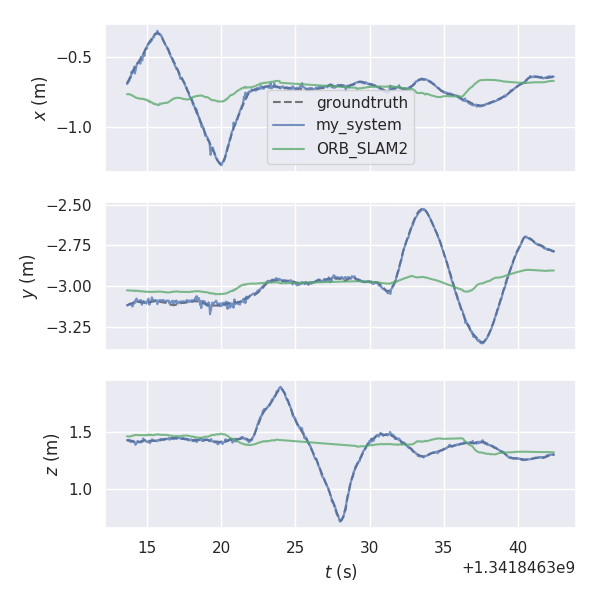 −0.5
−1.0
x (m)
groundtruth
my_system
ORB_SLAM2
−2.50
−2.75
−3.00
−3.25
y (m)
1.5
1.0
z (m)
15 20 25 30 35 40
t (s)
+1.3418463e9